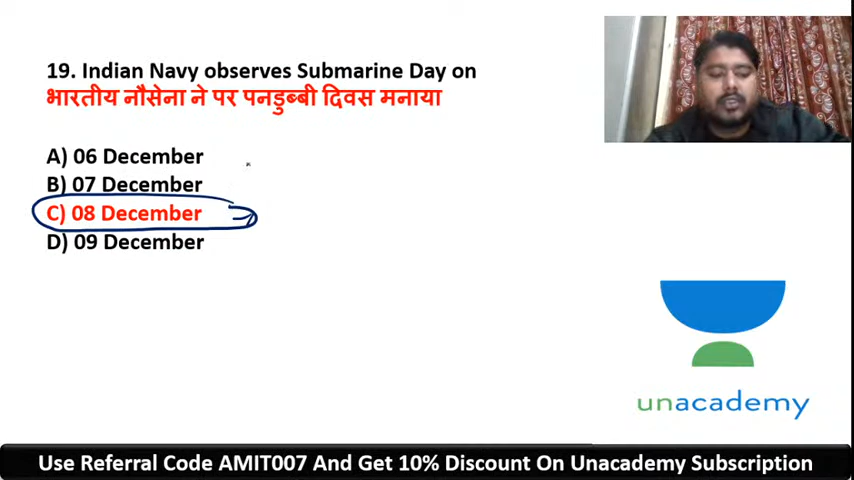 19. Indian Navy observes Submarine Day on
भारतीय नौसेना ने पर पनडुब्बी दिवस मनाया
A) 06 December
B) 07 December
C) 08 December
D) 09 December
unacademy
Use Referral Code AMIT007 And Get 10% Discount On Unacademy Subscription